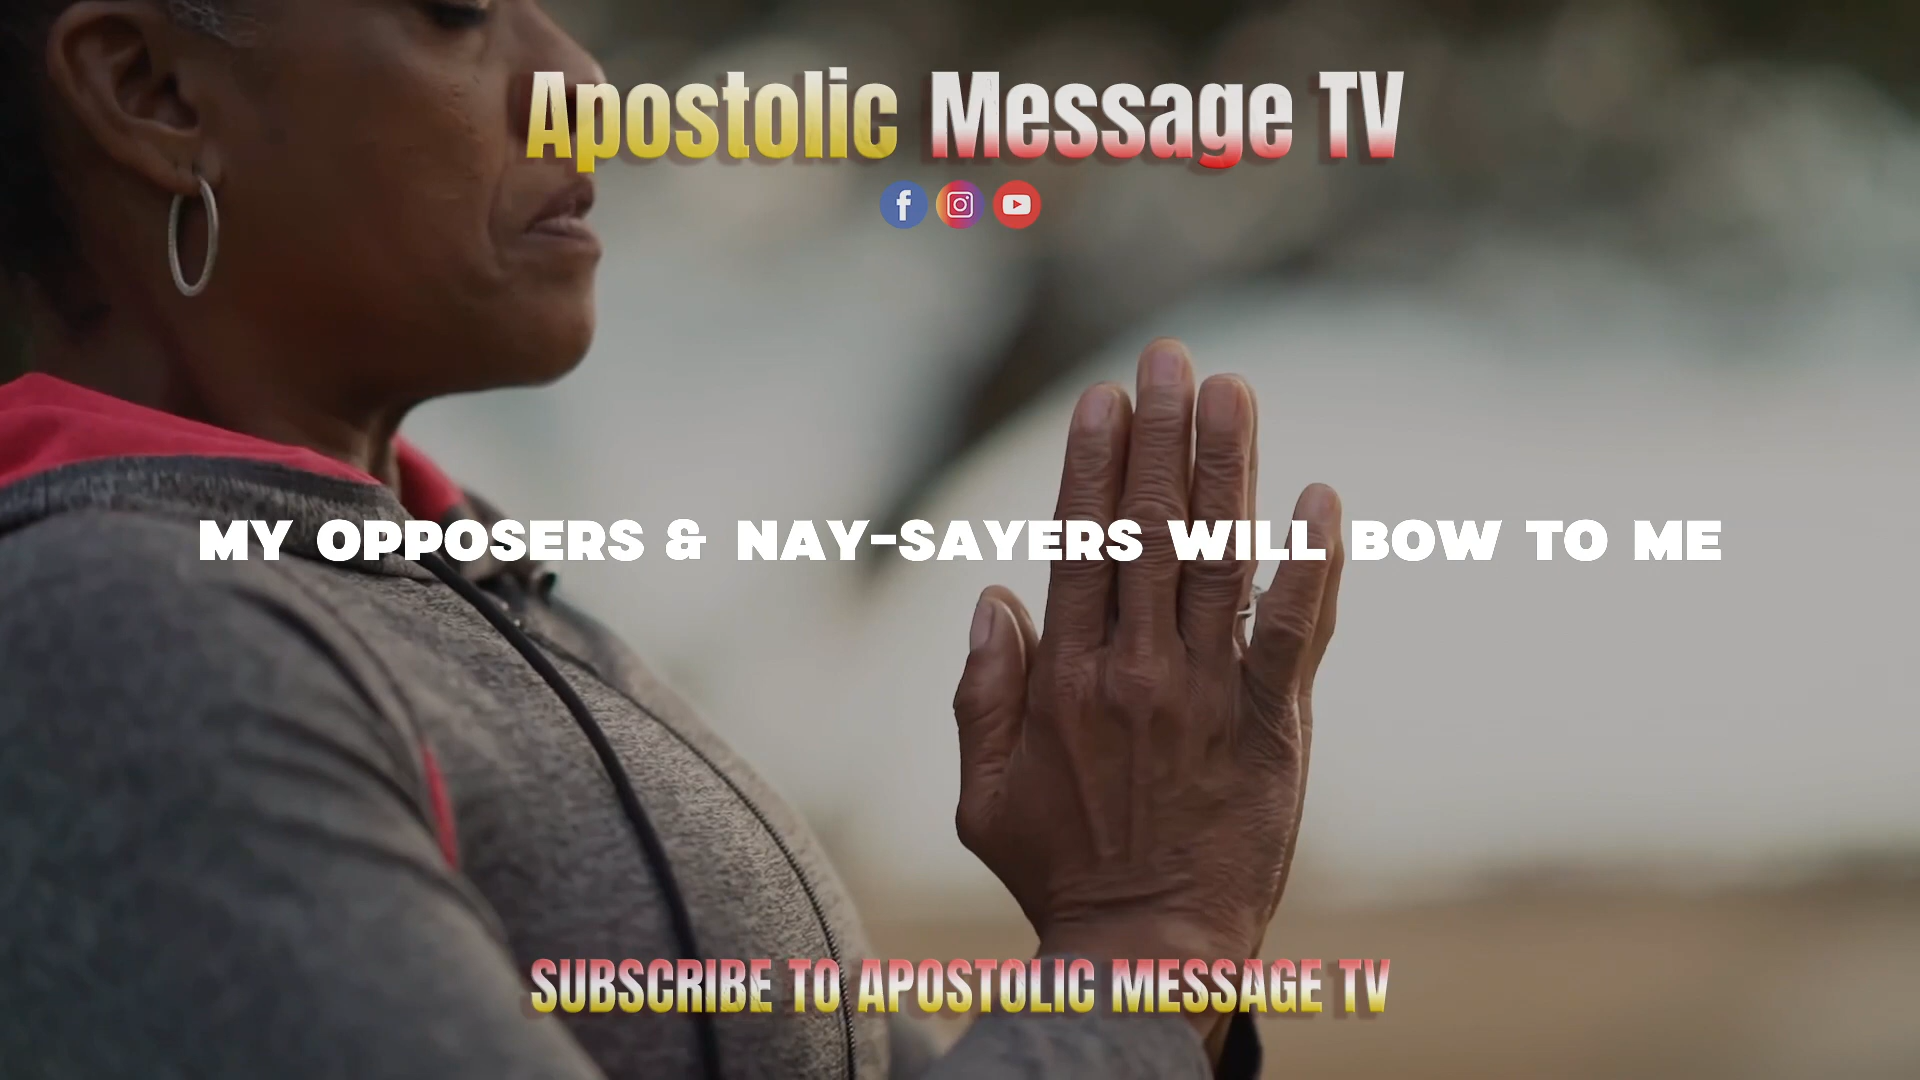 Apostolic Message TV
MY OPPOSERS & NAY-SAYERS WILL BOW TO ME
SUBSCRIBE TO APOSTOLIC MESSAGE TV